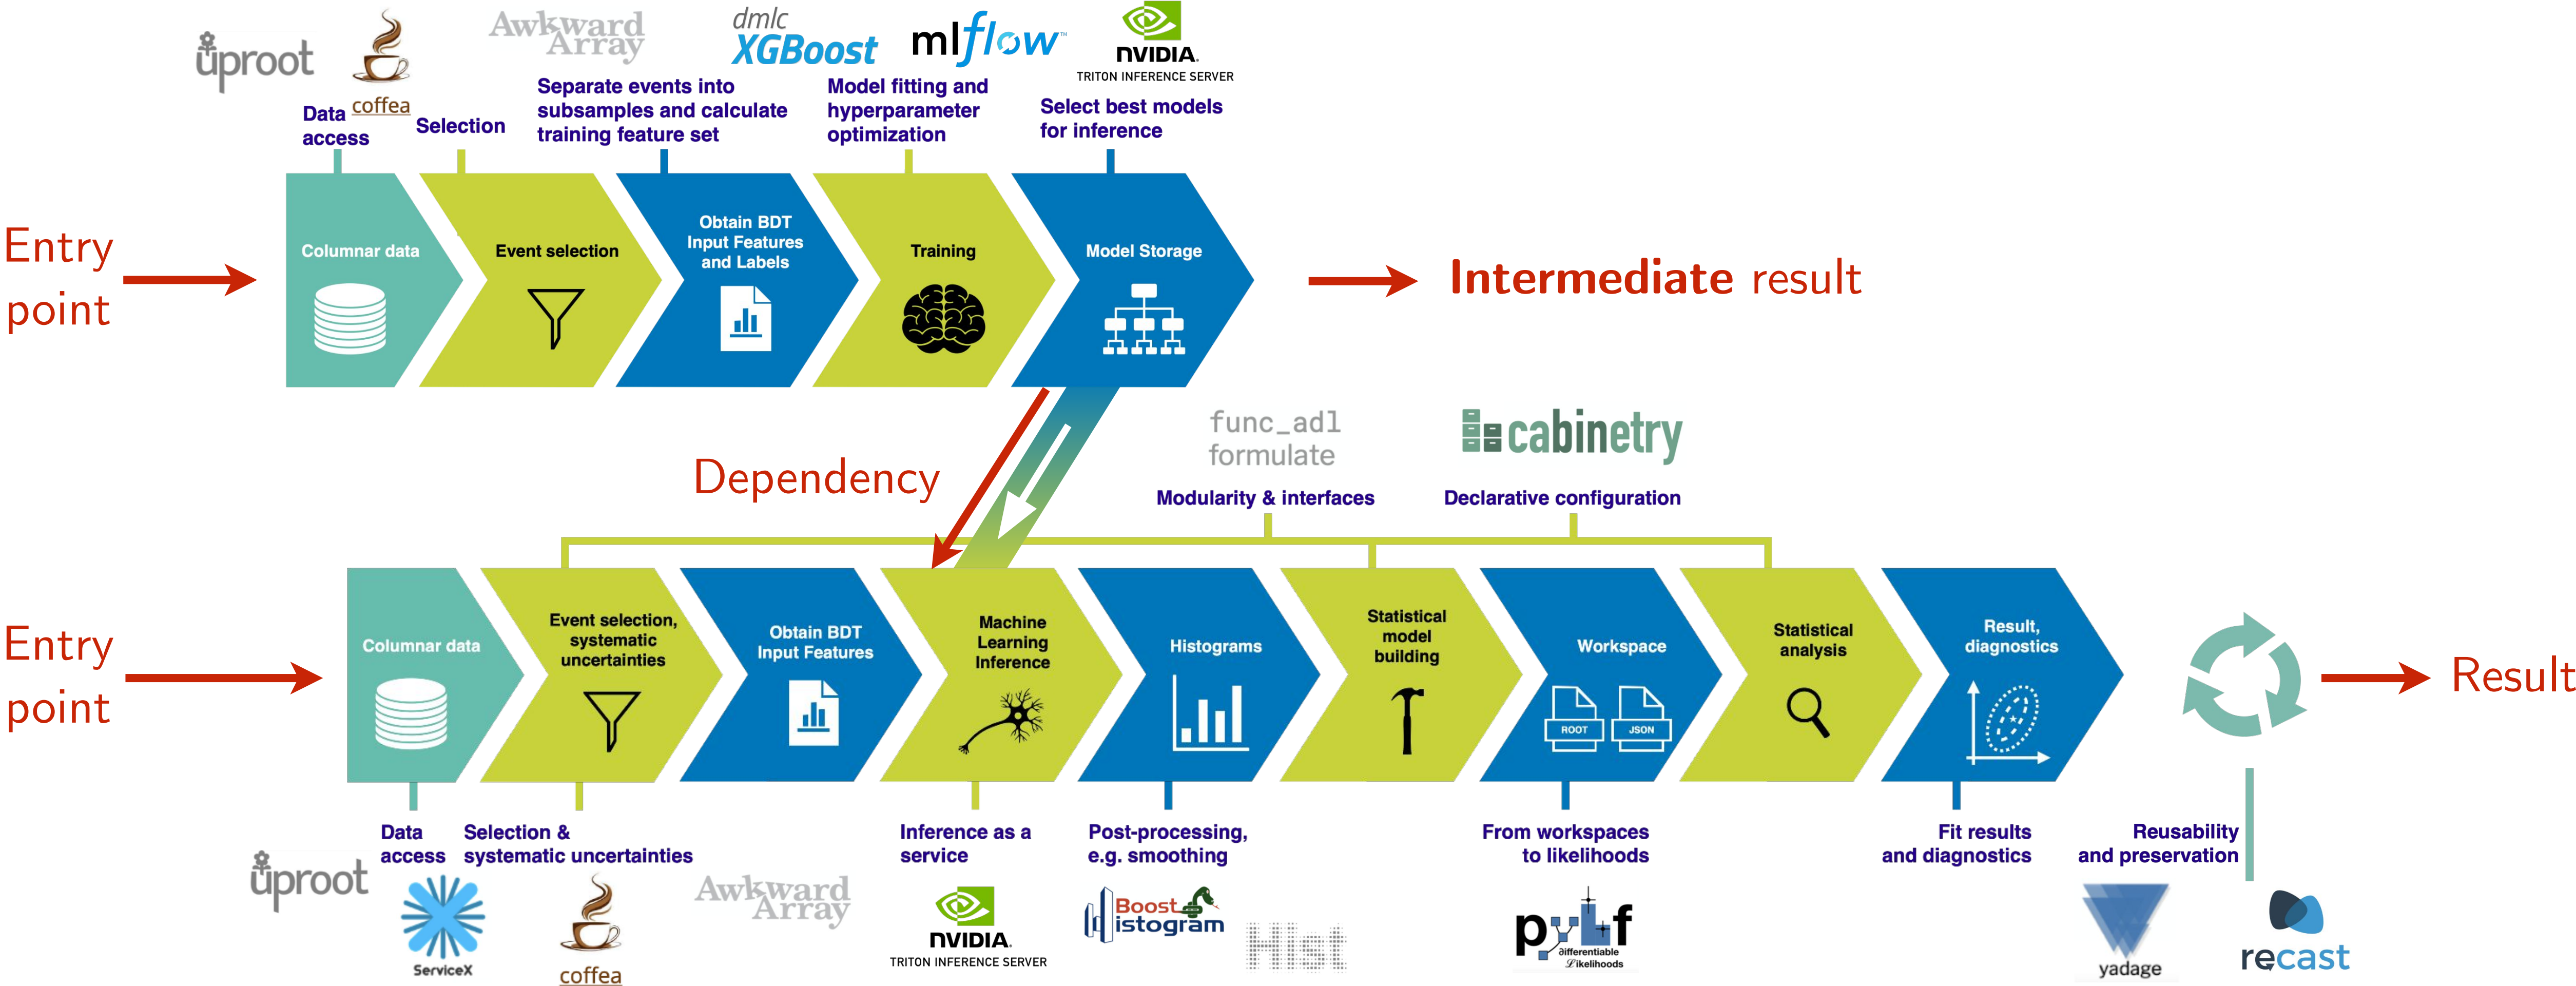 üproot
coffea
Awkward
Array
dmlc
XGBoost
mlflow™
NVIDIA.
TRITON INFERENCE SERVER
Data
access
Selection
Separate events into
subsamples and calculate
training feature set
Model fitting and
hyperparameter
optimization
Select best models
for inference
Entry
point
Columnar data
Event selection
Obtain BDT
Input Features
and Labels
Training
Model Storage
Intermediate result
Dependency
func_adl
formulate
cabinetry
Modularity & interfaces
Declarative configuration
Entry
point
Columnar data
Event selection,
systematic
uncertainties
Obtain BDT
Input Features
Machine
Learning
Inference
Histograms
Statistical
model
building
Workspace
ROOT
JSON
Statistical
analysis
Result,
diagnostics
Result
Data
access
Selection &
systematic uncertainties
Inference as a
service
Post-processing,
e.g. smoothing
From workspaces
to likelihoods
Fit results
and diagnostics
Reusability
and preservation
üproot
ServiceX
coffea
Awkward
Array
NVIDIA.
TRITON INFERENCE SERVER
Boost
Histogram
Hist
pyhf
differentiable
Likelihoods
yadage
recast